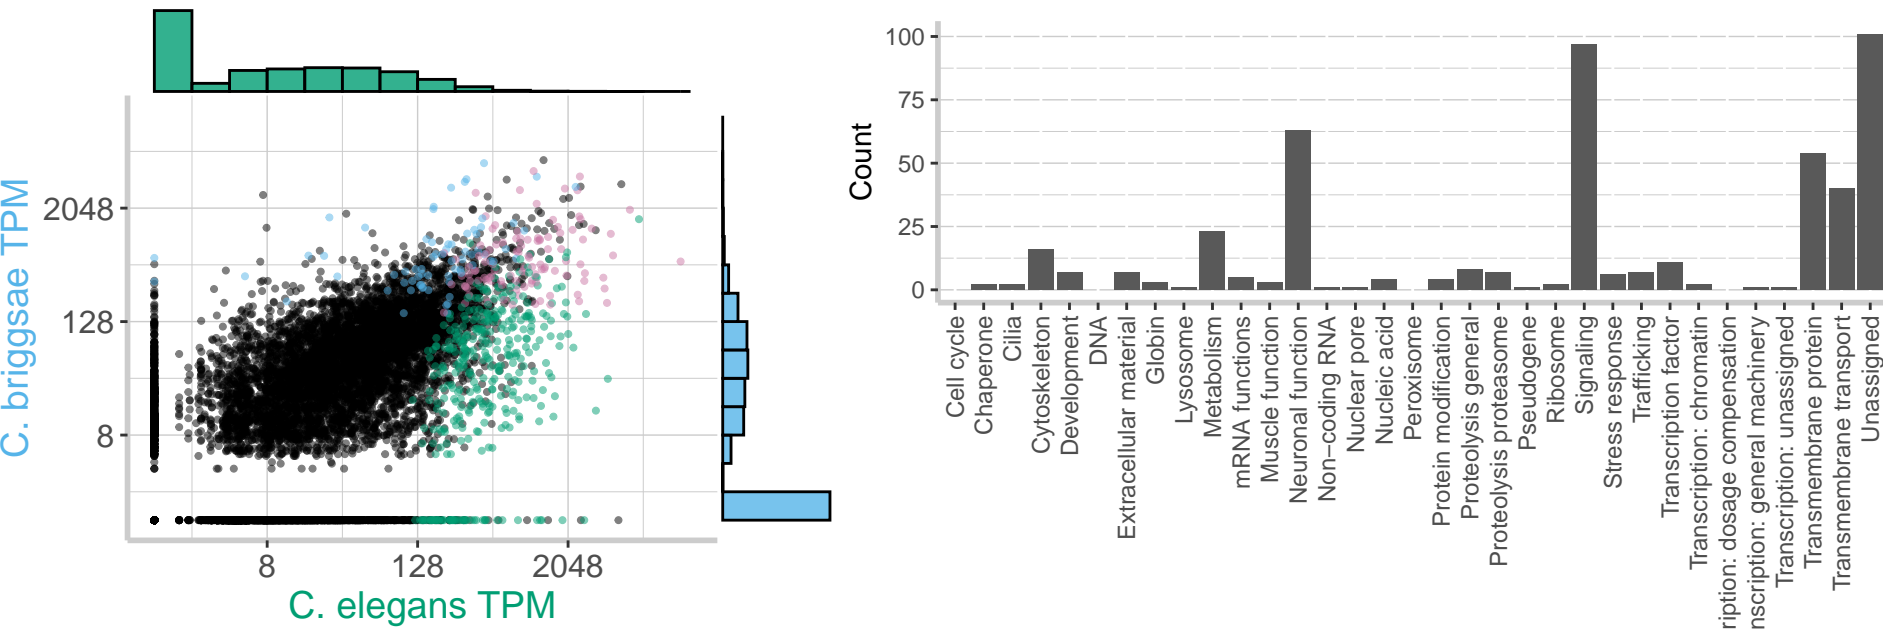 C. briggsae TPM
2048
128
8
8
128
2048
C. elegans TPM
Count
100
75
50
25
0
Cell cycle
Chaperone
Cilia
Cytoskeleton
Development
DNA
Extracellular material
Globin
Lysosome
Metabolism
mRNA functions
Muscle function
Neuronal function
Non−coding RNA
Nuclear pore
Nucleic acid
Peroxisome
Protein modification
Proteolysis general
Proteolysis proteasome
Pseudogene
Ribosome
Signaling
Stress response
Trafficking
Transcription factor
Transcription: chromatin
ription: dosage compensation
nscription: general machinery
Transcription: unassigned
Transmembrane protein
Transmembrane transport
Unassigned